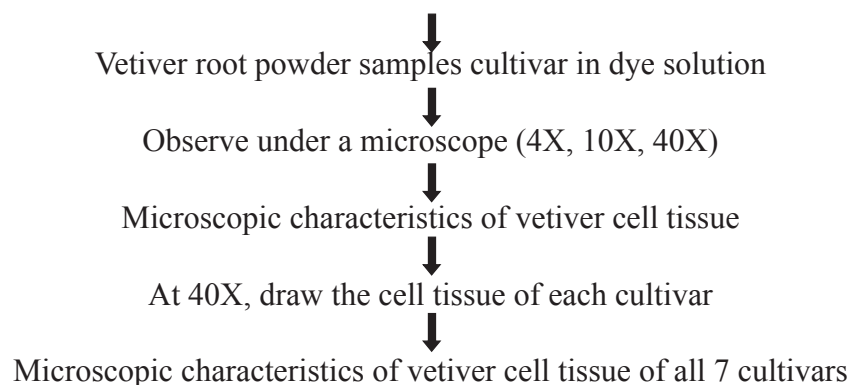 Vetiver root powder samples cultivar in dye solution
Observe under a microscope (4X, 10X, 40X)
Microscopic characteristics of vetiver cell tissue
At 40X, draw the cell tissue of each cultivar
Microscopic characteristics of vetiver cell tissue of all 7 cultivars